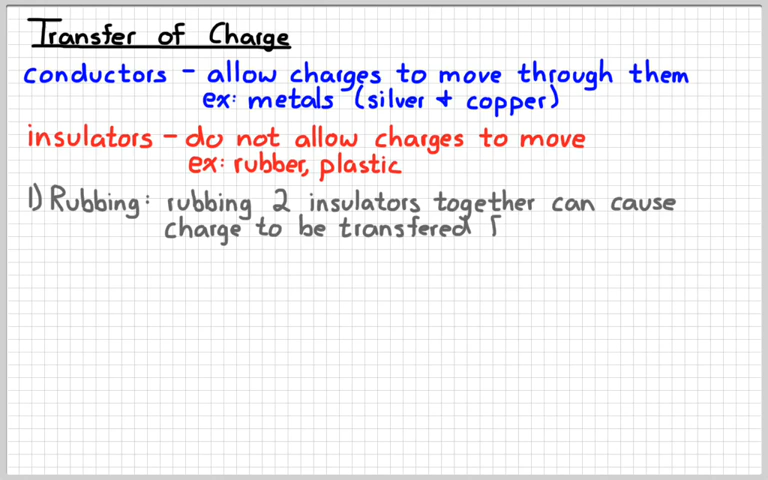 Transfer of Charge
conductors - allow charges to move through them
ex: metals (silver + copper)
insulators - do not allow charges to move
ex: rubber, plastic
1) Rubbing: rubbing 2 insulators together can cause
charge to be transfered